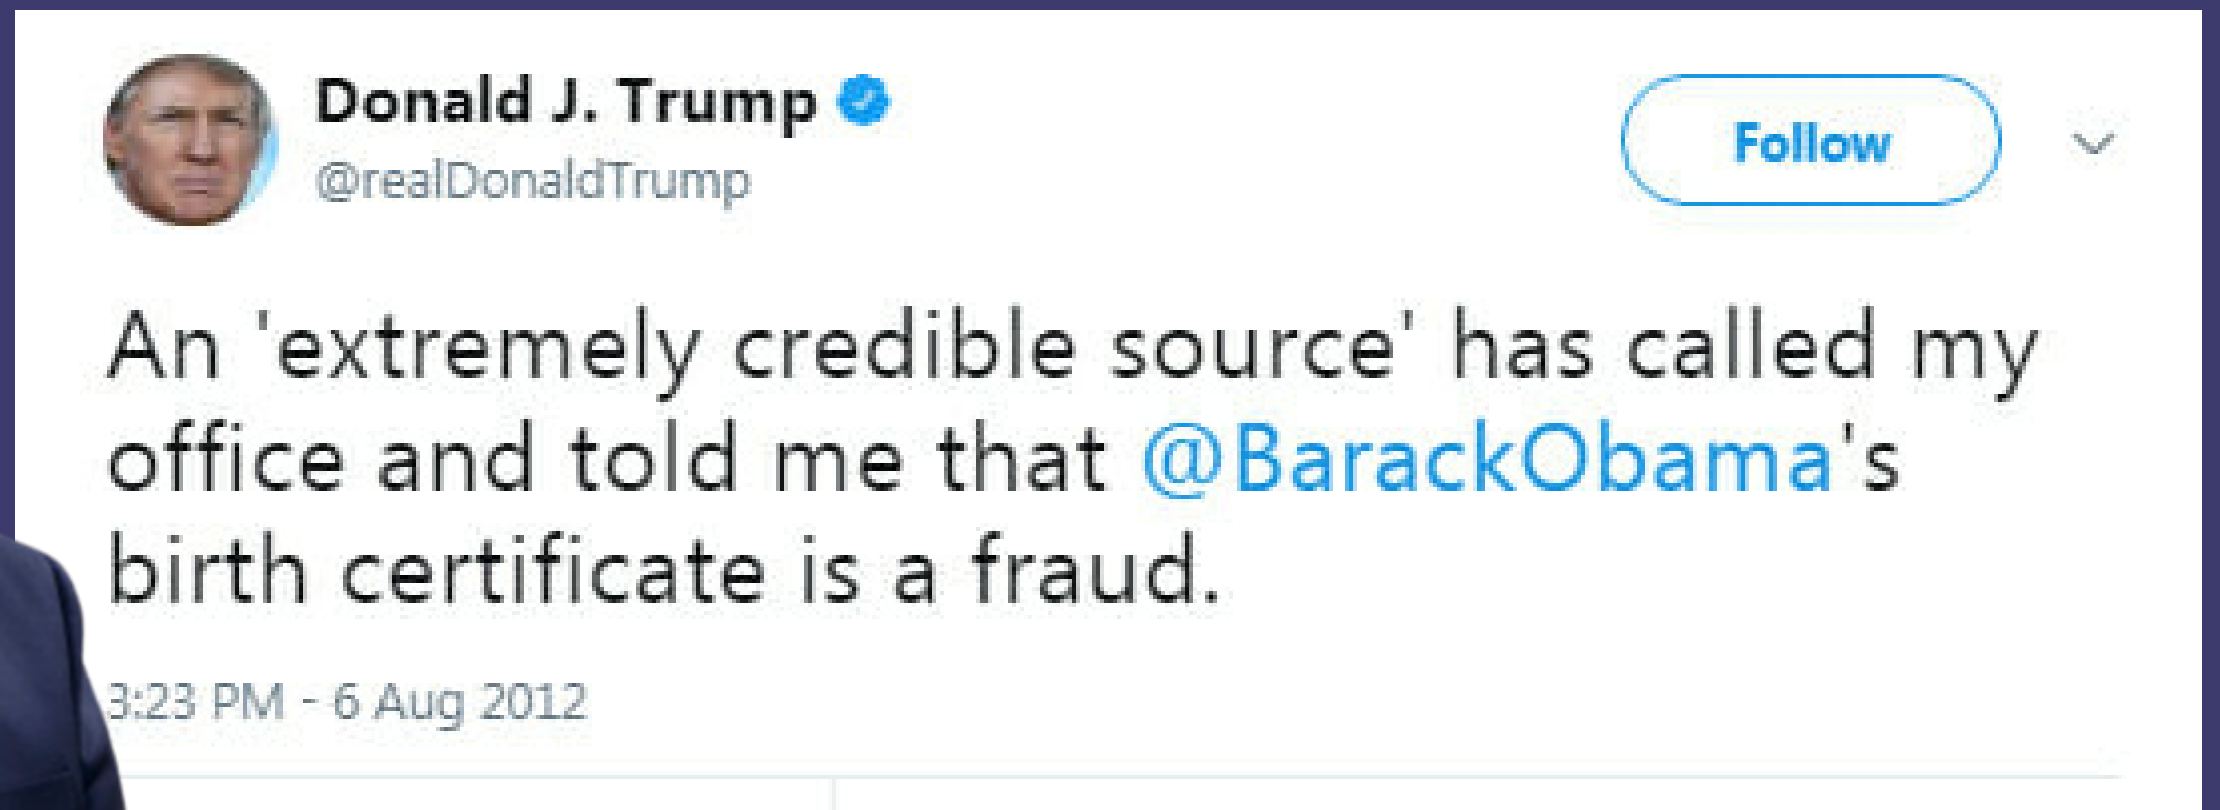 Donald J. Trump
@realDonaldTrump
Follow
An 'extremely credible source' has called my
office and told me that @BarackObama's
birth certificate is a fraud.
3:23 PM - 6 Aug 2012